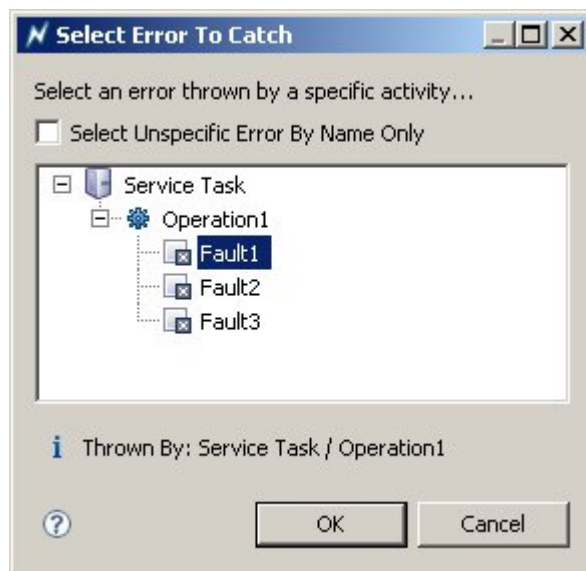 Select Error To Catch
Select an error thrown by a specific activity...
Select Unspecific Error By Name Only
Service Task
Operation1
Fault1
Fault2
Fault3
Thrown By: Service Task / Operation1
OK Cancel